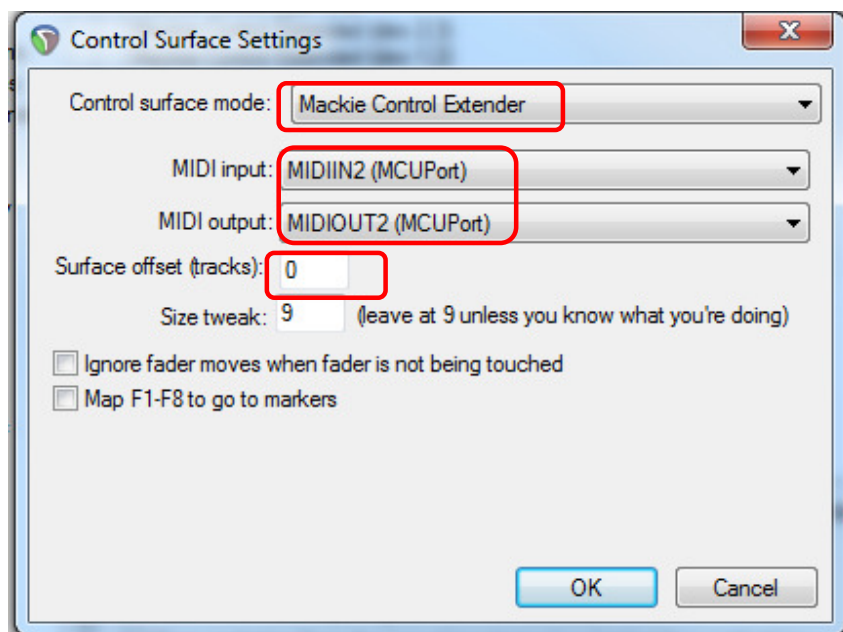 Control Surface Settings
Control surface mode: Mackie Control Extender
MIDI input: MIDIIN2 (MCUPort)
MIDI output: MIDIOUT2 (MCUPort)
Surface offset (tracks): 0
Size tweak: 9 (leave at 9 unless you know what you're doing)
Ignore fader moves when fader is not being touched
Map F1-F8 to go to markers
OK Cancel